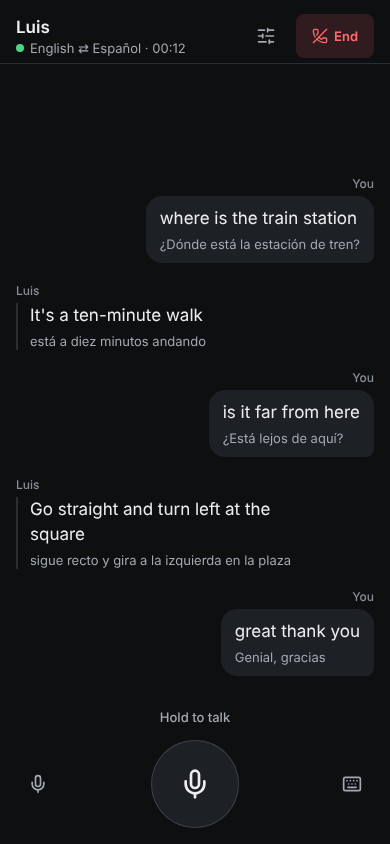 Luis
English ⇄ Español · 00:12
End
You
where is the train station
¿Dónde está la estación de tren?
Luis
It's a ten-minute walk
está a diez minutos andando
You
is it far from here
¿Está lejos de aquí?
Luis
Go straight and turn left at the
square
sigue recto y gira a la izquierda en la plaza
You
great thank you
Genial, gracias
Hold to talk